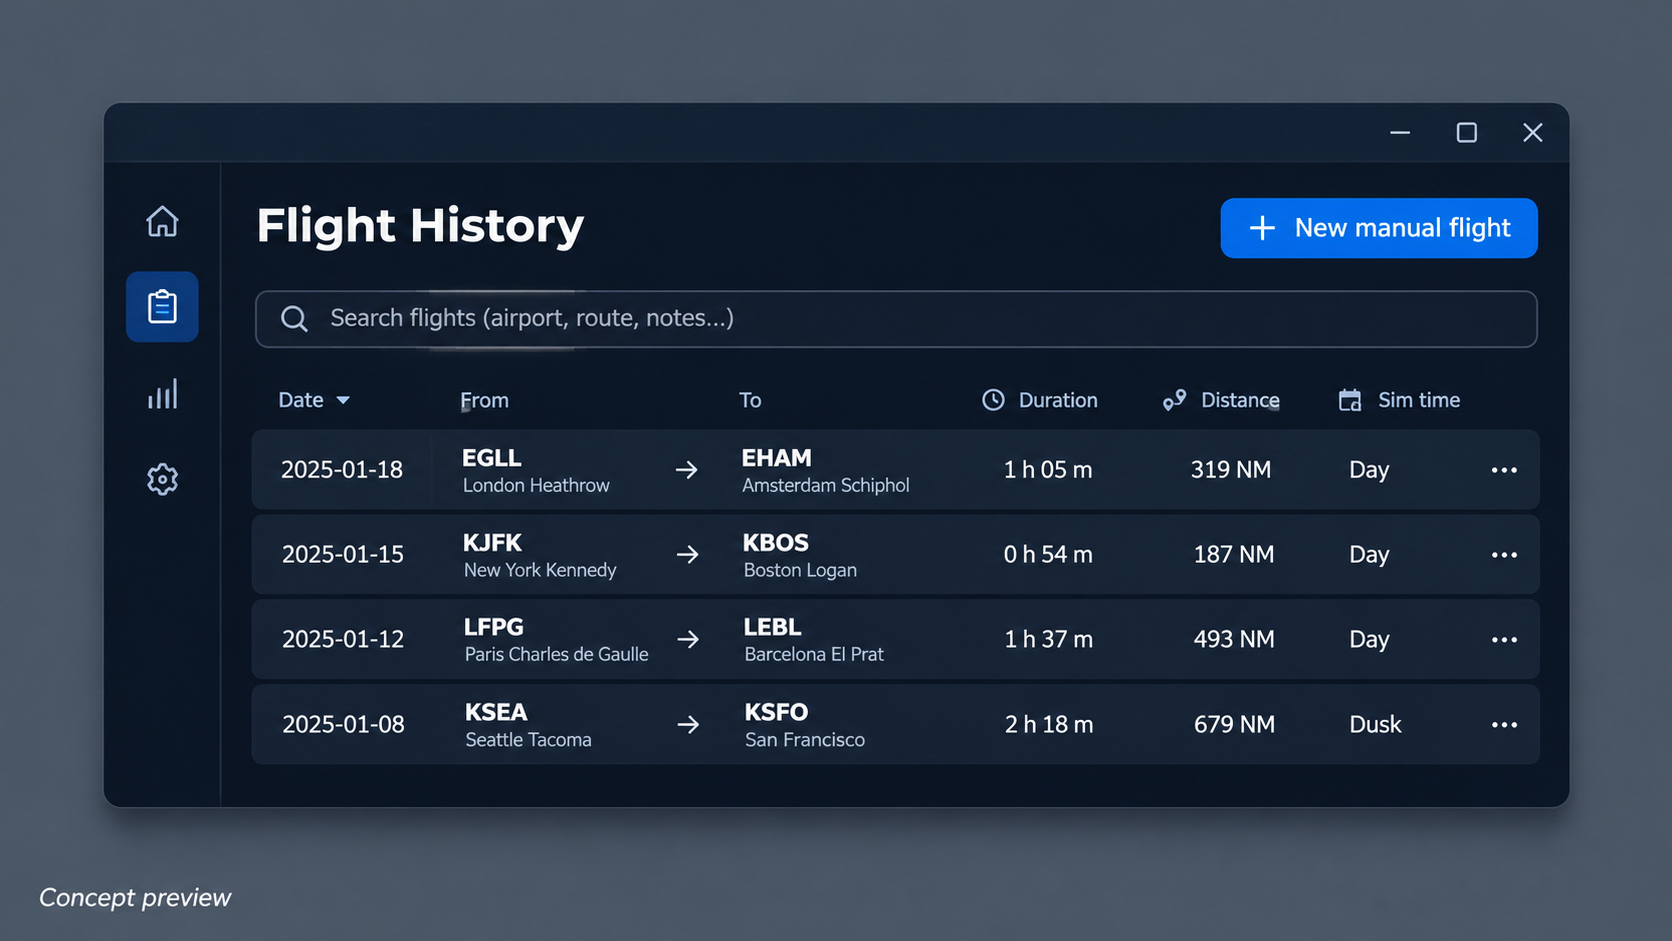 Flight History
New manual flight
Search flights (airport, route, notes...)
Date From To Duration Distance Sim time
2025-01-18 EGLL London Heathrow → EHAM Amsterdam Schiphol 1 h 05 m 319 NM Day
2025-01-15 KJFK New York Kennedy → KBOS Boston Logan 0 h 54 m 187 NM Day
2025-01-12 LFPG Paris Charles de Gaulle → LEBL Barcelona El Prat 1 h 37 m 493 NM Day
2025-01-08 KSEA Seattle Tacoma → KSFO San Francisco 2 h 18 m 679 NM Dusk
Concept preview